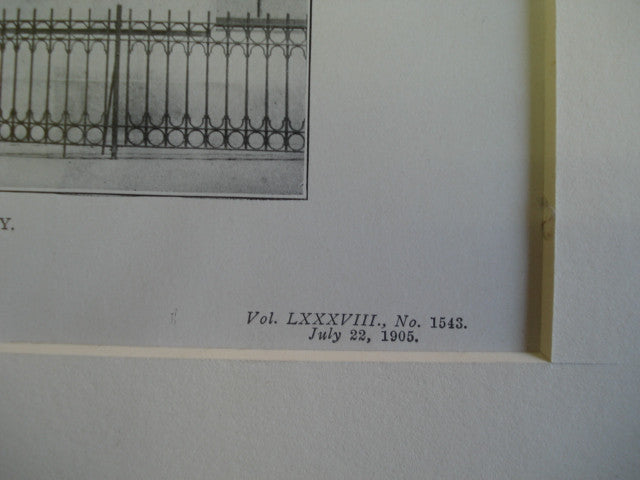 Y.
Vol. LXXXVIII., No. 1543.
July 22, 1905.